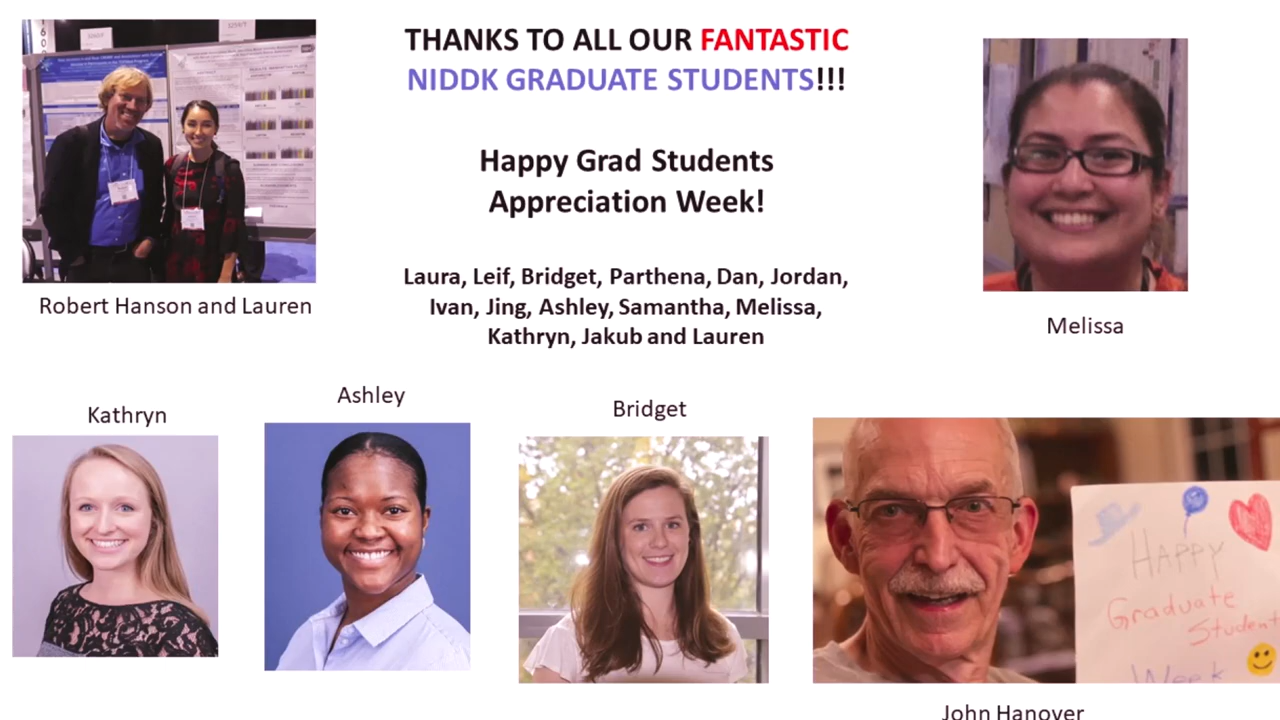 THANKS TO ALL OUR FANTASTIC
NIDDK GRADUATE STUDENTS!!!
Happy Grad Students
Appreciation Week!
Laura, Leif, Bridget, Parthena, Dan, Jordan,
Ivan, Jing, Ashley, Samantha, Melissa,
Kathryn, Jakub and Lauren
Robert Hanson and Lauren
Melissa
Kathryn
Ashley
Bridget
HAPPY
Graduate
Student
Week
John Hanover